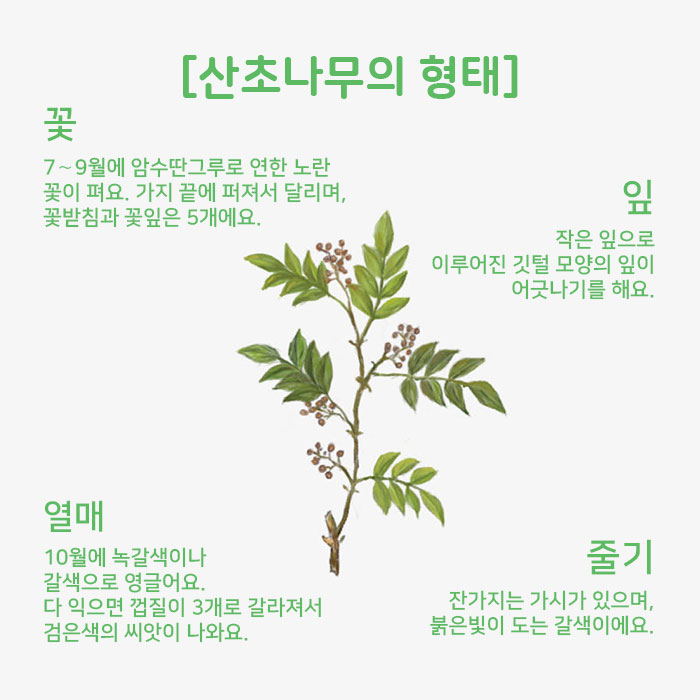 [산초나무의 형태]
꽃
7~9월에 암수딴그루로 연한 노란
꽃이 펴요. 가지 끝에 퍼져서 달리며,
꽃받침과 꽃잎은 5개에요.
잎
작은 잎으로
이루어진 깃털 모양의 잎이
어긋나기를 해요.
열매
10월에 녹갈색이나
갈색으로 영글어요.
다 익으면 껍질이 3개로 갈라져서
검은색의 씨앗이 나와요.
줄기
잔가지는 가시가 있으며,
붉은빛이 도는 갈색이에요.